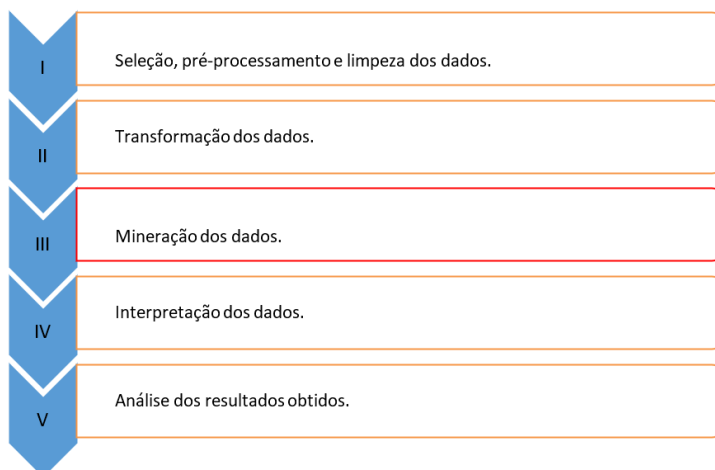 I
Seleção, pré-processamento e limpeza dos dados.
II
Transformação dos dados.
III
Mineração dos dados.
IV
Interpretação dos dados.
V
Análise dos resultados obtidos.